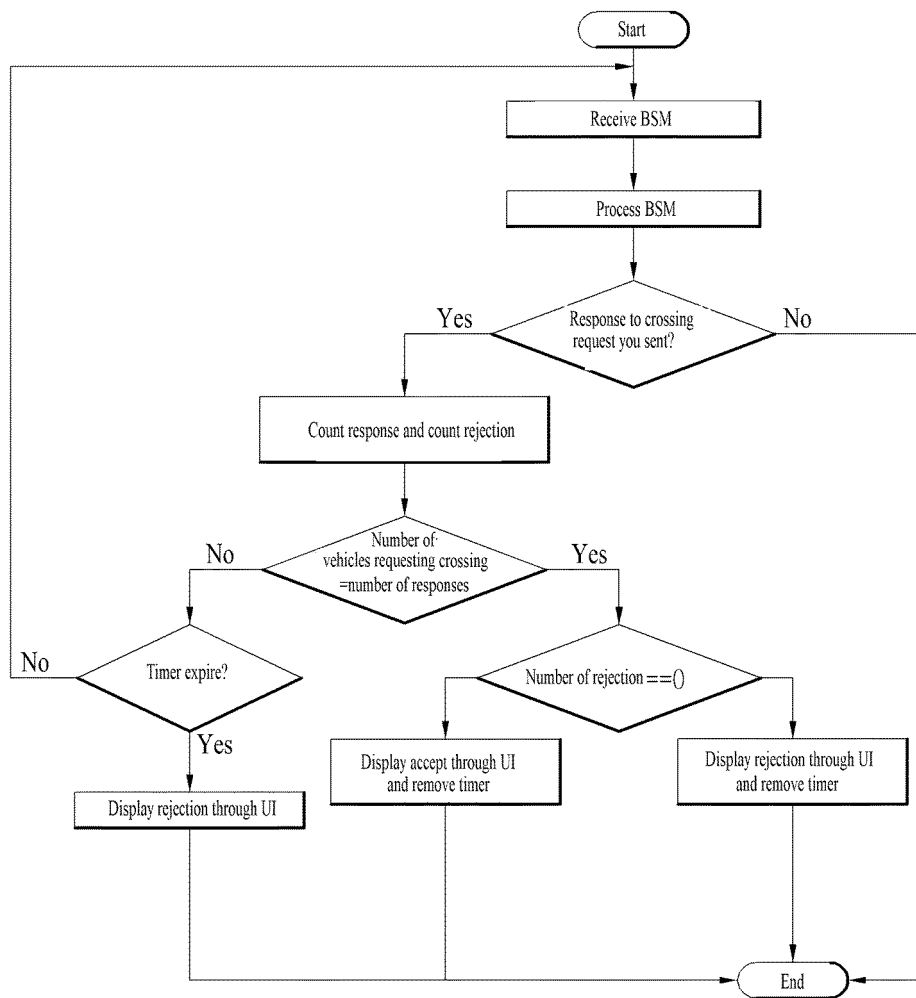 Start
Receive BSM
Process BSM
Response to crossing
request you sent?
Yes
No
Count response and count rejection
Number of
vehicles requesting crossing
=number of responses
No
Yes
Timer expire?
No
Yes
Number of rejection ==()
Display accept through UI
and remove timer
Display rejection through UI
and remove timer
Display rejection through UI
End